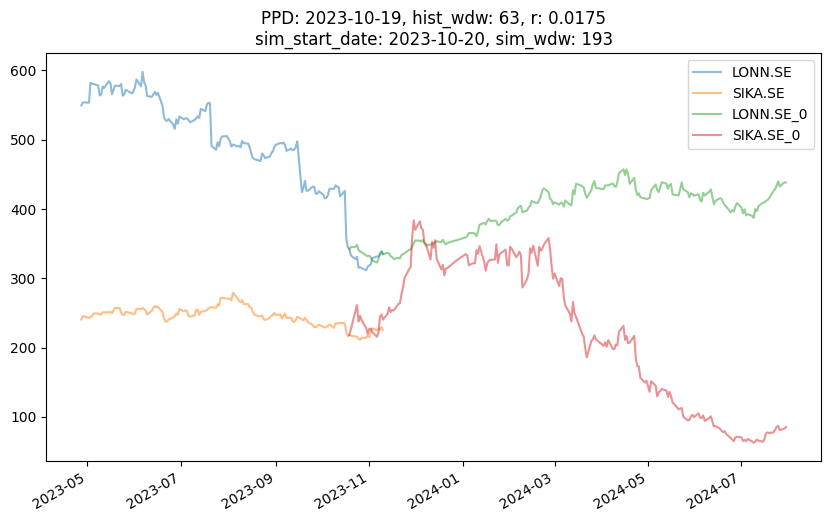 PPD: 2023-10-19, hist_wdw: 63, r: 0.0175
sim_start_date: 2023-10-20, sim_wdw: 193
LONN.SE
SIKA.SE
LONN.SE_0
SIKA.SE_0
600
500
400
300
200
100
2023-05
2023-07
2023-09
2023-11
2024-01
2024-03
2024-05
2024-07